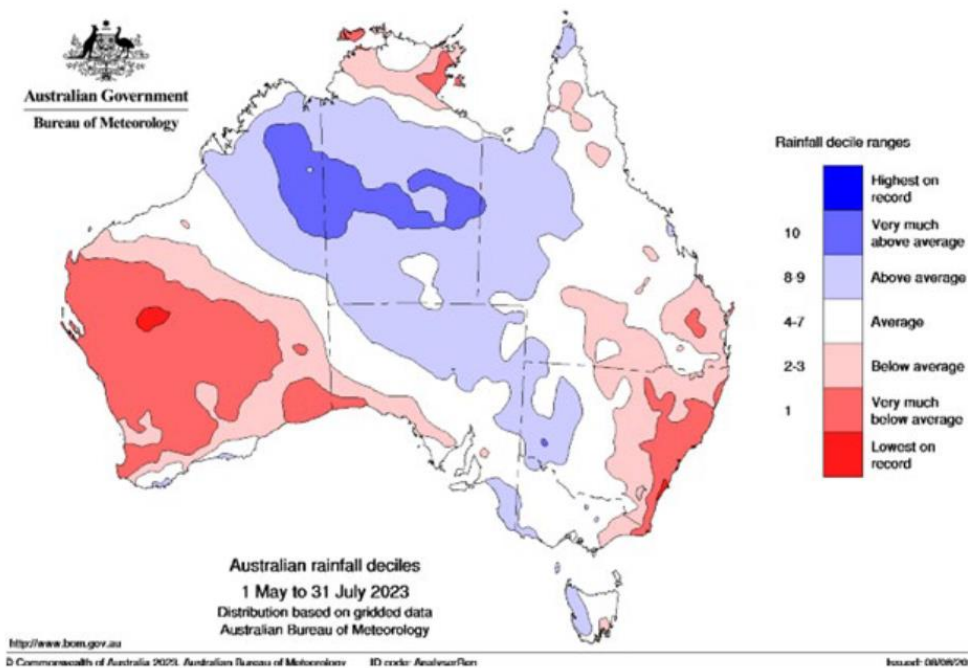 Australian Government
Bureau of Meteorology
Rainfall decile ranges
Highest on
record
10
Very much
above average
8-9
Above average
4-7
Average
2-3
Below average
1
Very much
below average
Lowest on
record
Australian rainfall deciles
1 May to 31 July 2023
Distribution based on gridded data
Australian Bureau of Meteorology
http://www.bom.gov.au
Commonwealth of Australia 2023, Australian Bureau of Meteorology
ID code:
Issued: